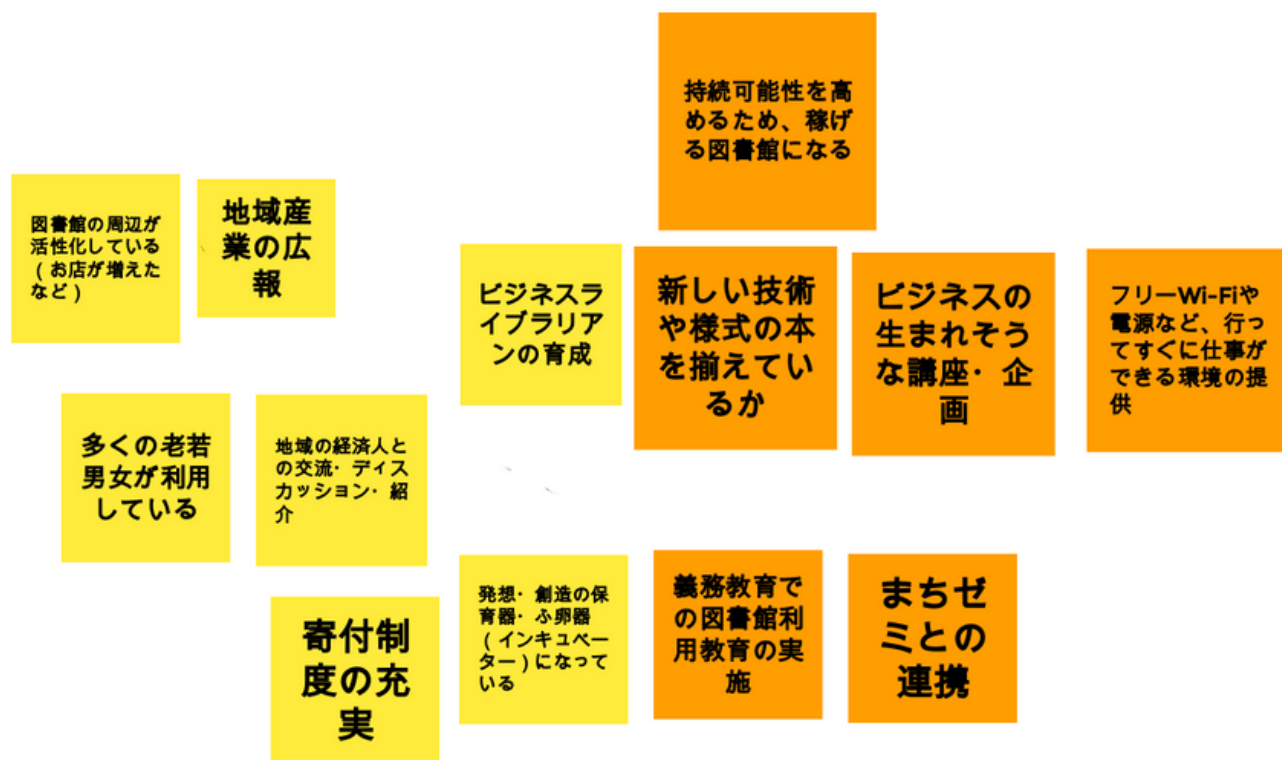 持続可能性を高
めるため、稼げ
る図書館になる
図書館の周辺が
活性化している
(お店が増えた
など)
地域産
業の広
報
ビジネスラ
イブラリア
ンの育成
新しい技術
や様式の本
を揃えてい
るか
ビジネスの
生まれそう
な講座・企
画
フリーWi-Fiや
電源など、行っ
てすぐに仕事が
できる環境の提
供
多くの老若
男女が利用
している
地域の経済人と
の交流・ディス
カッション・紹
介
寄付制
度の充
実
発想・創造の保
育器・ふ卵器
(インキュベー
ター)になって
いる
義務教育で
の図書館利
用教育の実
施
まちゼ
ミとの
連携